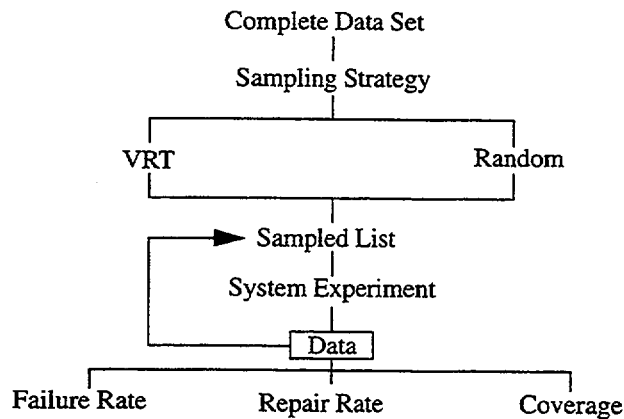 Complete Data Set
Sampling Strategy
VRT
Random
Sampled List
System Experiment
Data
Failure Rate
Repair Rate
Coverage